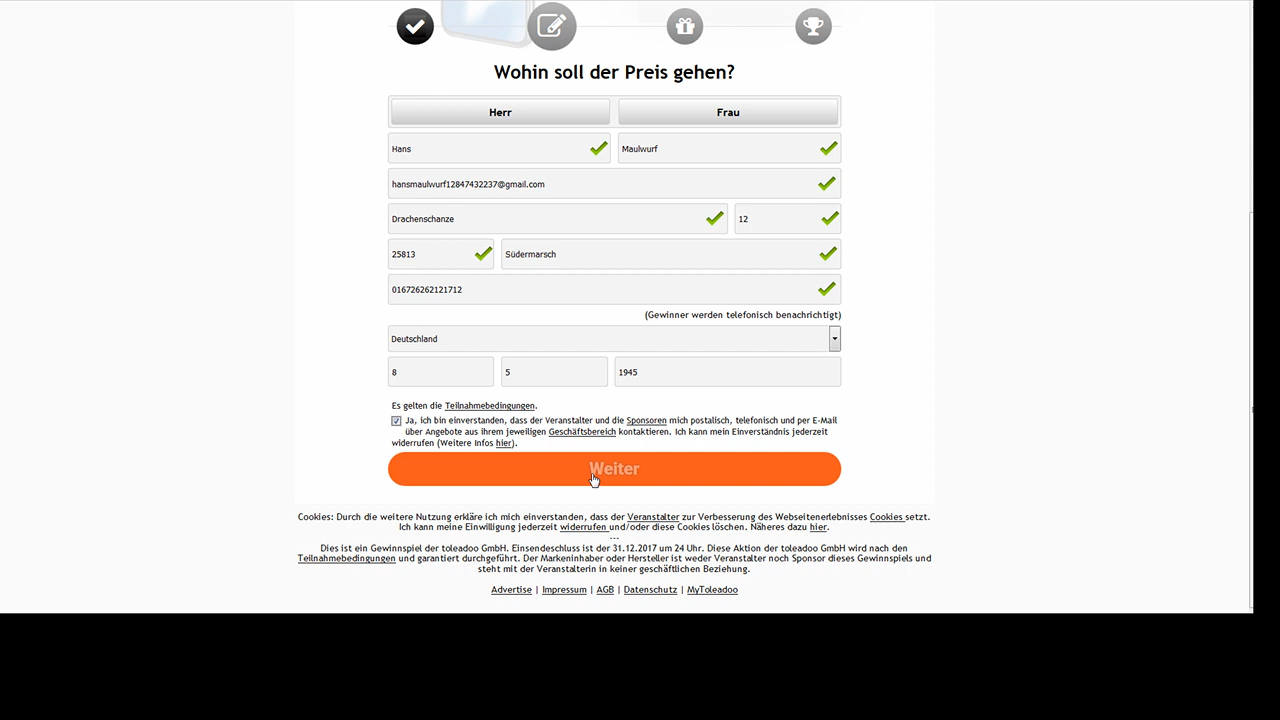 Wohin soll der Preis gehen?
Herr Frau
Hans Maulwurf
hansmaulwurf12847432237@gmail.com
Drachenschanze 12
25813 Südermarsch
016726262121712
(Gewinner werden telefonisch benachrichtigt)
Deutschland
8 5 1945
Es gelten die Teilnahmebedingungen.
Ja, ich bin einverstanden, dass der Veranstalter und die Sponsoren mich postalisch, telefonisch und per E-Mail
über Angebote aus ihrem jeweiligen Geschäftsbereich kontaktieren. Ich kann mein Einverständnis jederzeit
widerrufen (Weitere Infos hier).
Weiter
Cookies: Durch die weitere Nutzung erkläre ich mich einverstanden, dass der Veranstalter zur Verbesserung des Webseitenerlebnisses Cookies setzt.
Ich kann meine Einwilligung jederzeit widerrufen und/oder diese Cookies löschen. Näheres dazu hier.
---
Dies ist ein Gewinnspiel der toleadoo GmbH. Einsendeschluss ist der 31.12.2017 um 24 Uhr. Diese Aktion der toleadoo GmbH wird nach den
Teilnahmebedingungen und garantiert durchgeführt. Der Markeninhaber oder Hersteller ist weder Veranstalter noch Sponsor dieses Gewinnspiels und
steht mit der Veranstalterin in keiner geschäftlichen Beziehung.
Advertise | Impressum | AGB | Datenschutz | MyToleadoo